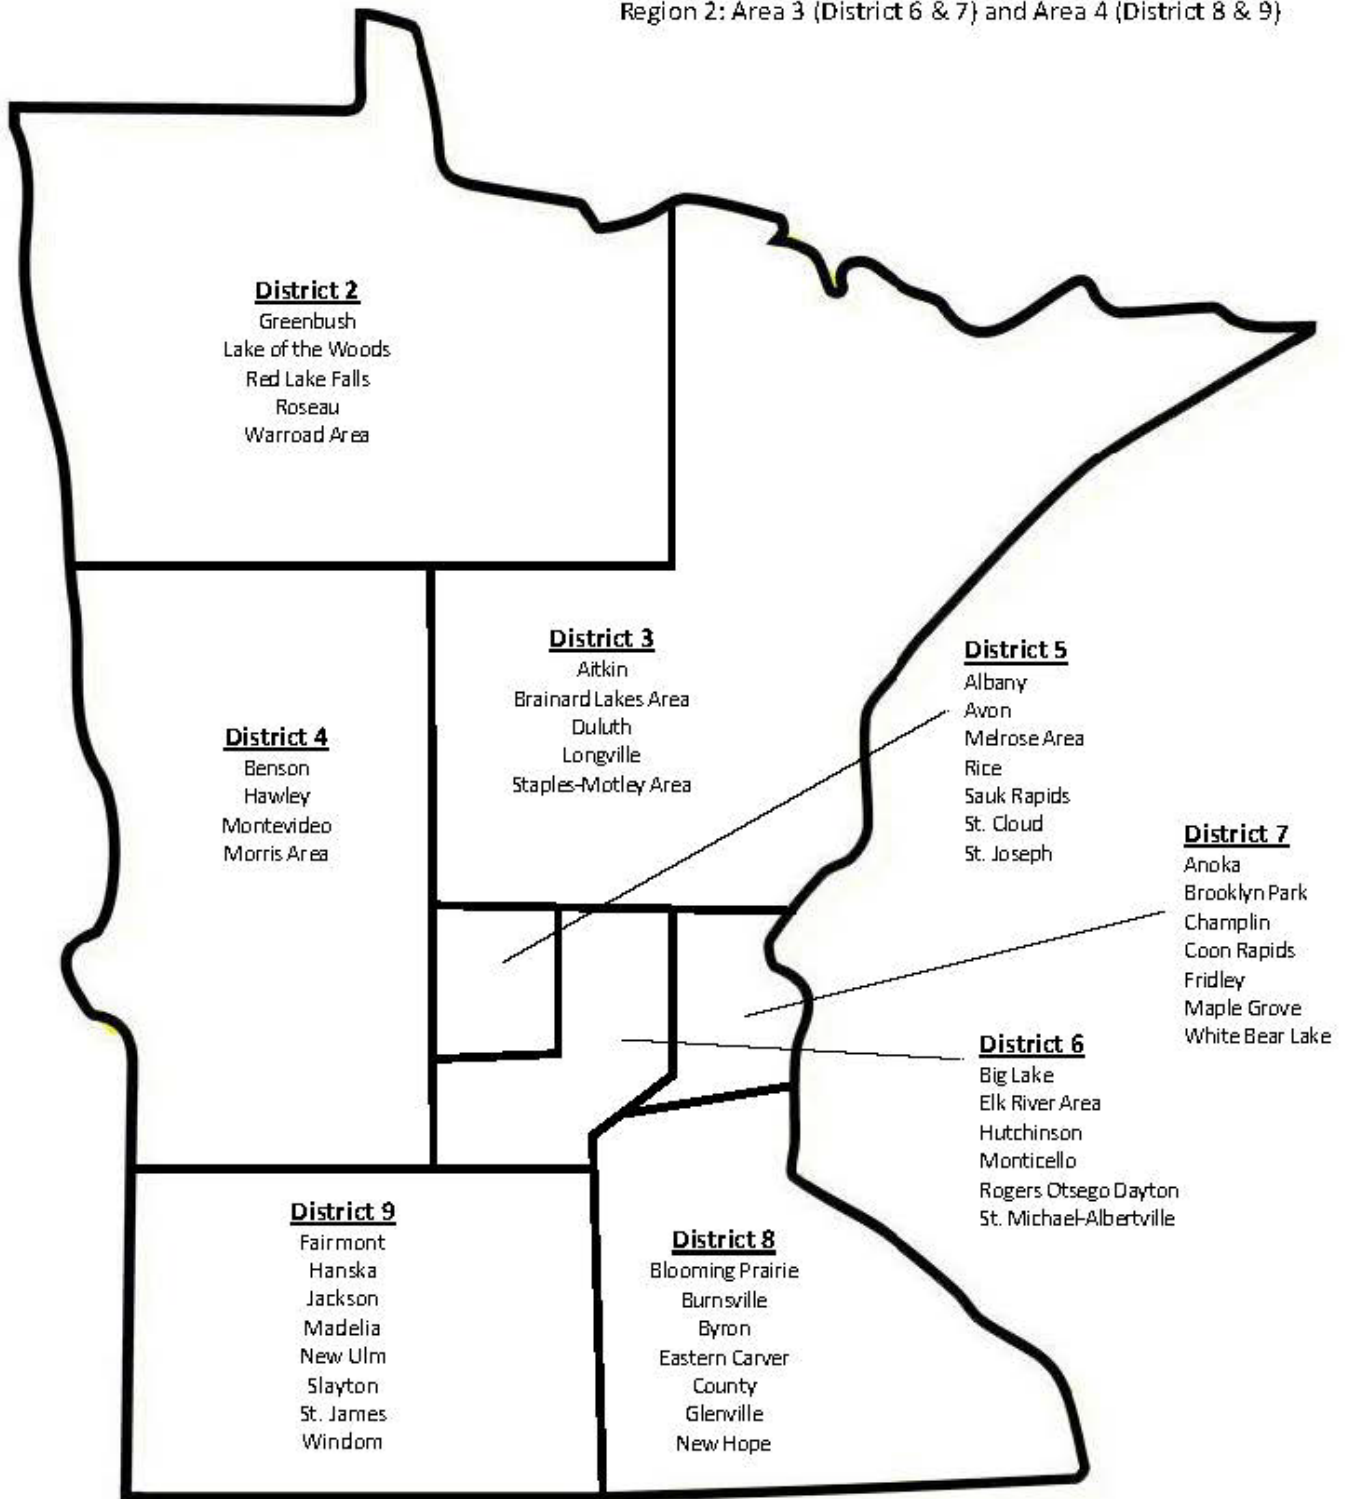 Region 2: Area 3 (District 6 & 7) and Area 4 (District 8 & 9)
District 2
Greenbush
Lake of the Woods
Red Lake Falls
Roseau
Warroad Area
District 3
Aitkin
Brainard Lakes Area
Duluth
Longville
Staples-Motley Area
District 5
Albany
Avon
Melrose Area
Rice
Sauk Rapids
St. Cloud
St. Joseph
District 4
Benson
Hawley
Montevideo
Morris Area
District 7
Anoka
Brooklyn Park
Champlin
Coon Rapids
Fridley
Maple Grove
White Bear Lake
District 6
Big Lake
Elk River Area
Hutchinson
Monticello
Rogers Otsego Dayton
St. Michael-Albertville
District 9
Fairmont
Hanska
Jackson
Madelia
New Ulm
Slayton
St. James
Windom
District 8
Blooming Prairie
Burnsville
Byron
Eastern Carver
County
Glenville
New Hope